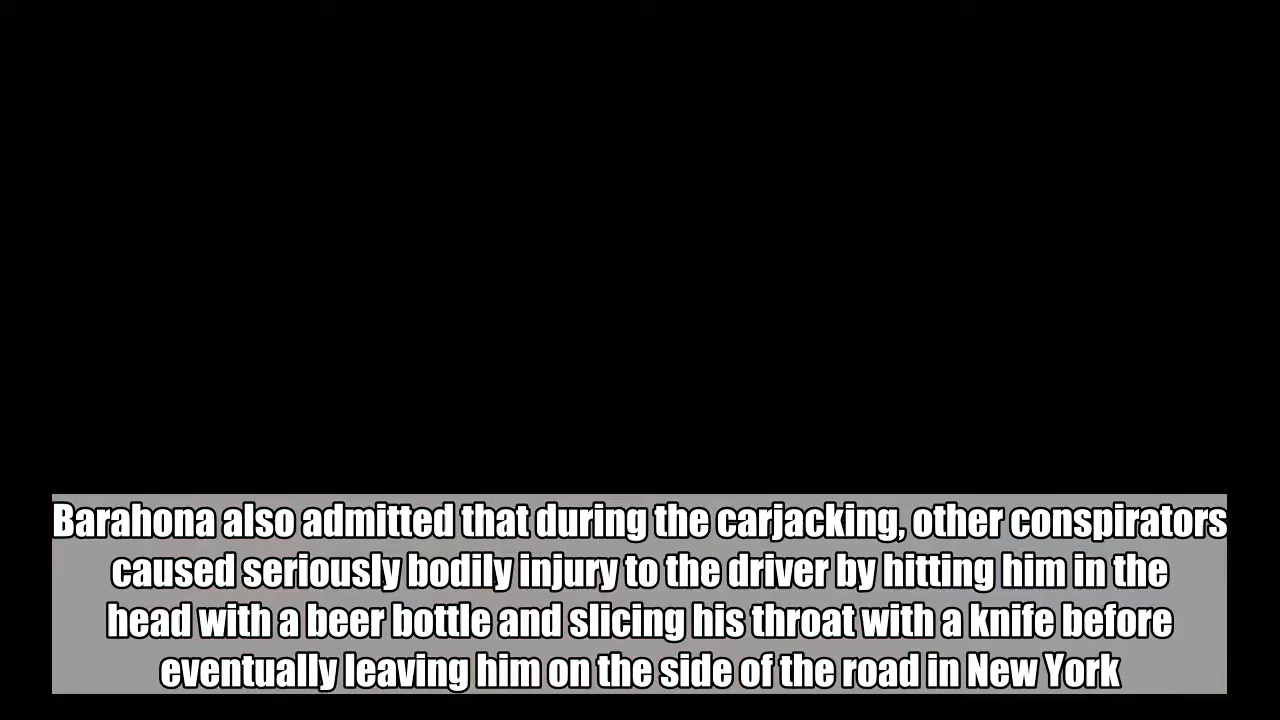 Barahona also admitted that during the carjacking, other conspirators
caused seriously bodily injury to the driver by hitting him in the
head with a beer bottle and slicing his throat with a knife before
eventually leaving him on the side of the road in New York